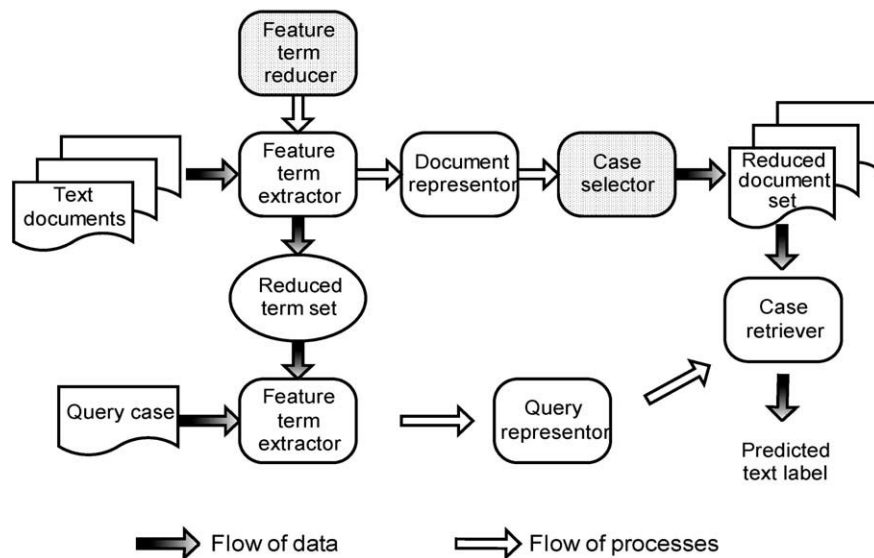 Feature
term
reducer
Text
documents
Feature
term
extractor
Document
representor
Case
selector
Reduced
document
set
Reduced
term set
Case
retriever
Query case
Feature
term
extractor
Query
representor
Predicted
text label
Flow of data
Flow of processes